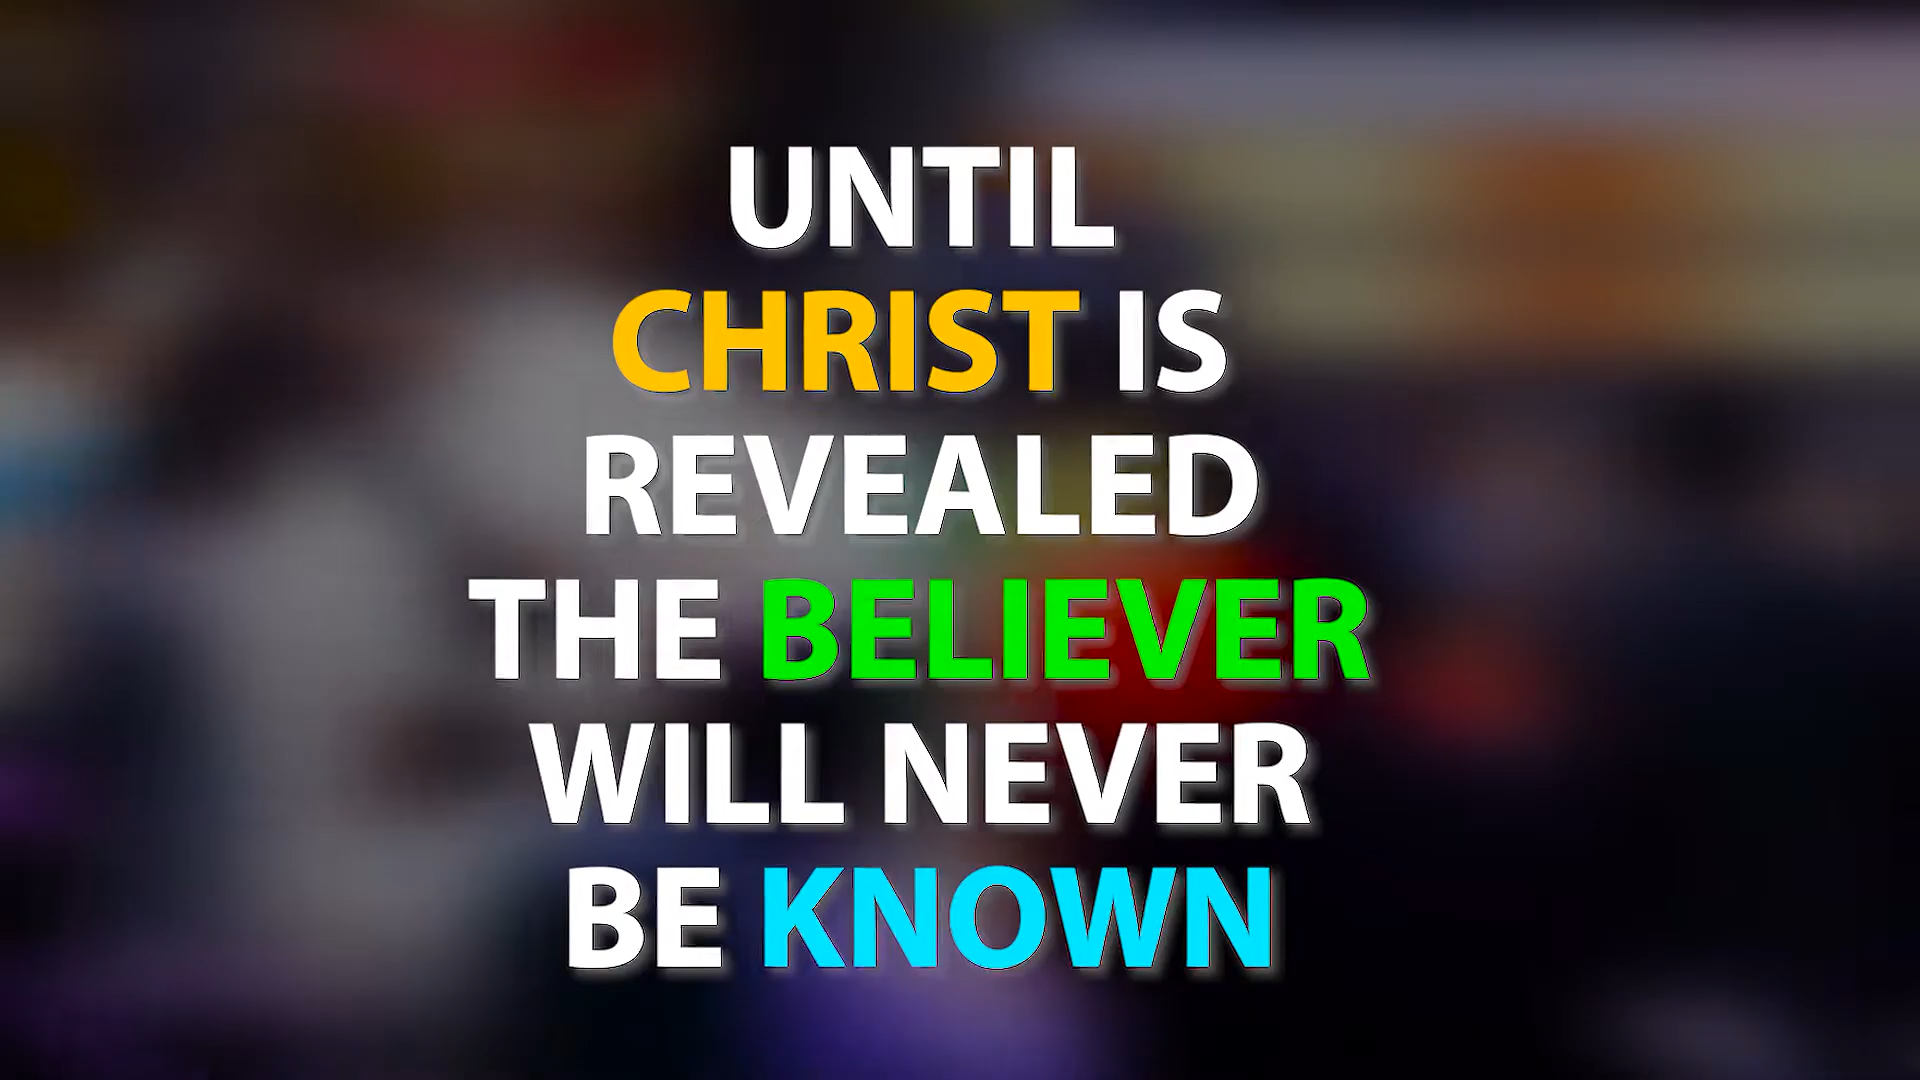 UNTIL
CHRIST IS
REVEALED
THE BELIEVER
WILL NEVER
BE KNOWN